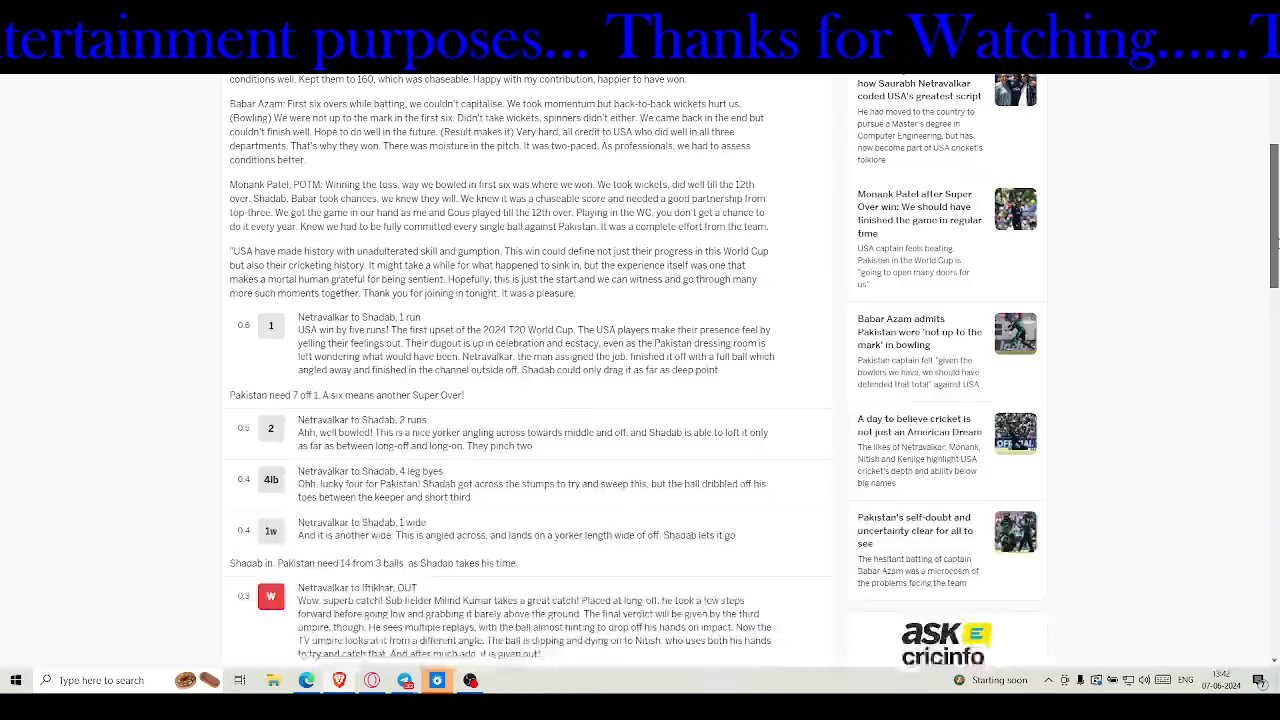 tertainment purposes... Thanks for Watching......T
conditions well. Kept them to 160, which was chaseable. Happy with my contribution, happier to have won.
Babar Azam: First six overs while batting, we couldn't capitalise. We took momentum but back-to-back wickets hurt us.
(Bowling) We were not up to the mark in the first six. Didn't take wickets, spinners didn't either. We came back in the end but
couldn't finish well. Hope to do well in the future. (Result makes it) Very hard, all credit to USA who did well in all three
departments. That's why they won. There was moisture in the pitch. It was two-paced. As professionals, we had to assess
conditions better.
Monank Patel, POTM: Winning the toss, way we bowled in first six was where we won. We took wickets, did well till the 12th
over. Shadab, Babar took chances, we knew they will. We knew it was a chaseable score and needed a good partnership from
top-three. We got the game in our hand as me and Gous played till the 12th over. Playing in the WC, you don't get a chance to
do it every year. Knew we had to be fully committed every single ball against Pakistan. It was a complete effort from the team.
"USA have made history with unadulterated skill and gumption. This win could define not just their progress in this World Cup
but also their cricketing history. It might take a while for what happened to sink in, but the experience itself was one that
makes a mortal human grateful for being sentient. Hopefully, this is just the start and we can witness and go through many
more such moments together. Thank you for joining in tonight. It was a pleasure.
0.6
1
Netravalkar to Shadab, 1 run
USA win by five runs! The first upset of the 2024 T20 World Cup. The USA players make their presence feel by
yelling their feelings out. Their dugout is up in celebration and ecstacy, even as the Pakistan dressing room is
left wondering what would have been. Netravalkar, the man assigned the job, finished it off with a full ball which
angled away and finished in the channel outside off. Shadab could only drag it as far as deep point
Pakistan need 7 off 1. A six means another Super Over!
0.5
2
Netravalkar to Shadab, 2 runs
Ahh, well bowled! This is a nice yorker angling across towards middle and off, and Shadab is able to loft it only
as far as between long-off and long-on. They pinch two
0.4
4lb
Netravalkar to Shadab, 4 leg byes
Ohh, lucky four for Pakistan! Shadab got across the stumps to try and sweep this, but the ball dribbled off his
toes between the keeper and short third
0.4
1w
Netravalkar to Shadab, 1 wide
And it is another wide. This is angled across, and lands on a yorker length wide of off. Shadab lets it go
Shadab in. Pakistan need 14 from 3 balls as Shadab takes his time.
0.3
W
Netravalkar to Iftikhar, OUT
Wow, superb catch! Sub fielder Milind Kumar takes a great catch! Placed at long-off, he took a few steps
forward before going low and grabbing it barely above the ground. The final verdict will be given by the third
umpire, though. He sees multiple replays, with the ball almost hinting to drop off his hands on impact. Now the
TV umpire looks at it from a different angle. The ball is dipping and dying on to Nitish, who uses both his hands
to try and catch that. And after much ado, it is given out!
how Saurabh Netravalkar
coded USA's greatest script
He had moved to the country to
pursue a Master's degree in
Computer Engineering, but has
now become part of USA cricket's
folklore
Monank Patel after Super
Over win: We should have
finished the game in regular
time
USA captain feels beating
Pakistan in the World Cup is
"going to open many doors for
us"
Babar Azam admits
Pakistan were 'not up to the
mark' in bowling
Pakistan captain felt "given the
bowlers we have, we should have
defended that total" against USA
A day to believe cricket is
not just an American Dream
The likes of Netravalkar, Monank,
Nitish and Kenjige highlight USA
cricket's depth and ability below
big names
Pakistan's self-doubt and
uncertainty clear for all to
see
The hesitant batting of captain
Babar Azam was a microcosm of
the problems facing the team
ask
cricinfo
Type here to search
Starting soon
ENG
13:42
07-06-2024